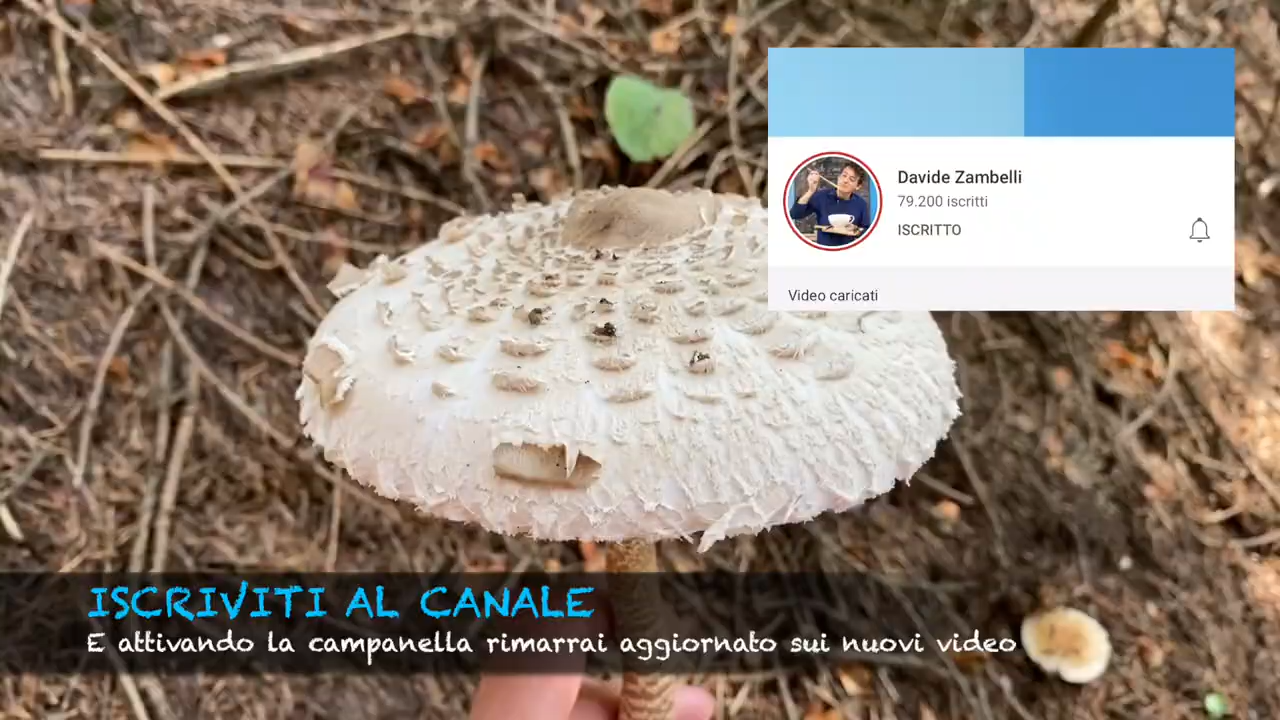 Davide Zambelli
79.200 iscritti
ISCRITTO
Video caricati
ISCRIVITI AL CANALE
E attivando la campanella rimarrai aggiornato sui nuovi video